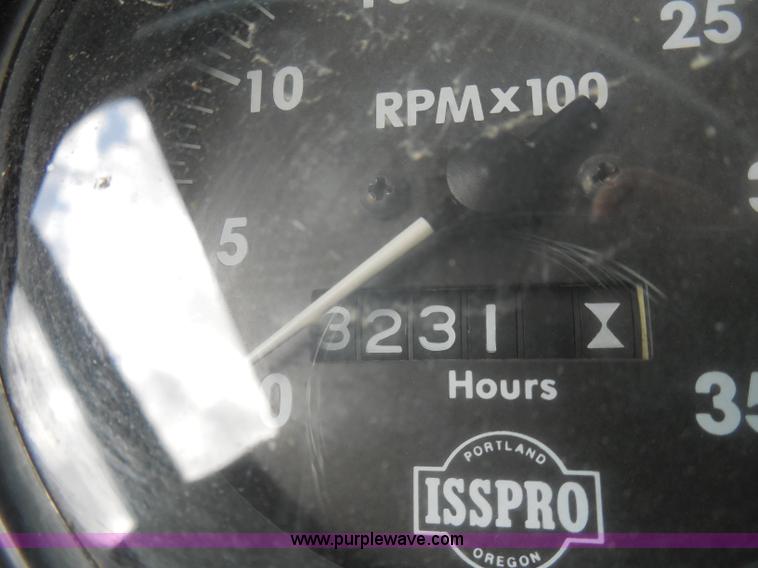 25
10
RPM x 100
5
3231
0
Hours
35
PORTLAND
ISSPRO
OREGON
www.purplewave.com